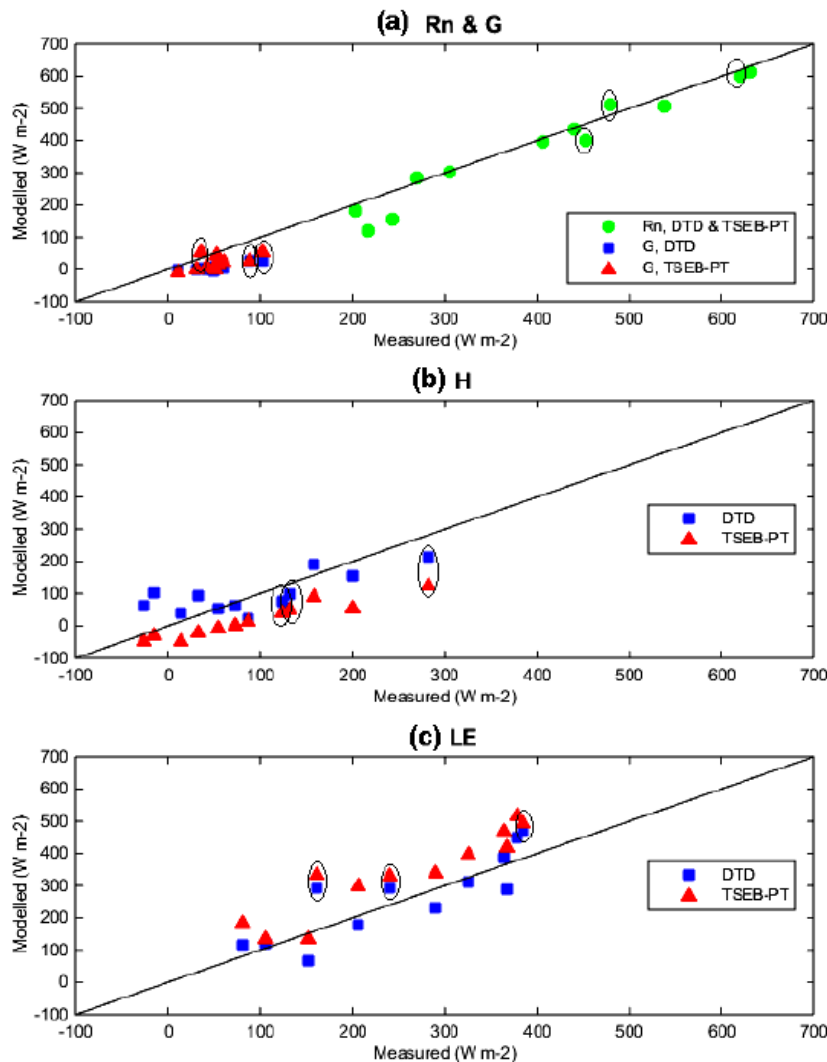 (a) Rn & G
700
600
500
400
300
200
100
0
-100
Modelled (W m-2)
Rn, DTD & TSEB-PT
G, DTD
G, TSEB-PT
-100 0 100 200 300 400 500 600 700
Measured (W m-2)
(b) H
700
600
500
400
300
200
100
0
-100
Modelled (W m-2)
DTD
TSEB-PT
-100 0 100 200 300 400 500 600 700
Measured (W m-2)
(c) LE
700
600
500
400
300
200
100
0
-100
Modelled (W m-2)
DTD
TSEB-PT
-100 0 100 200 300 400 500 600 700
Measured (W m-2)